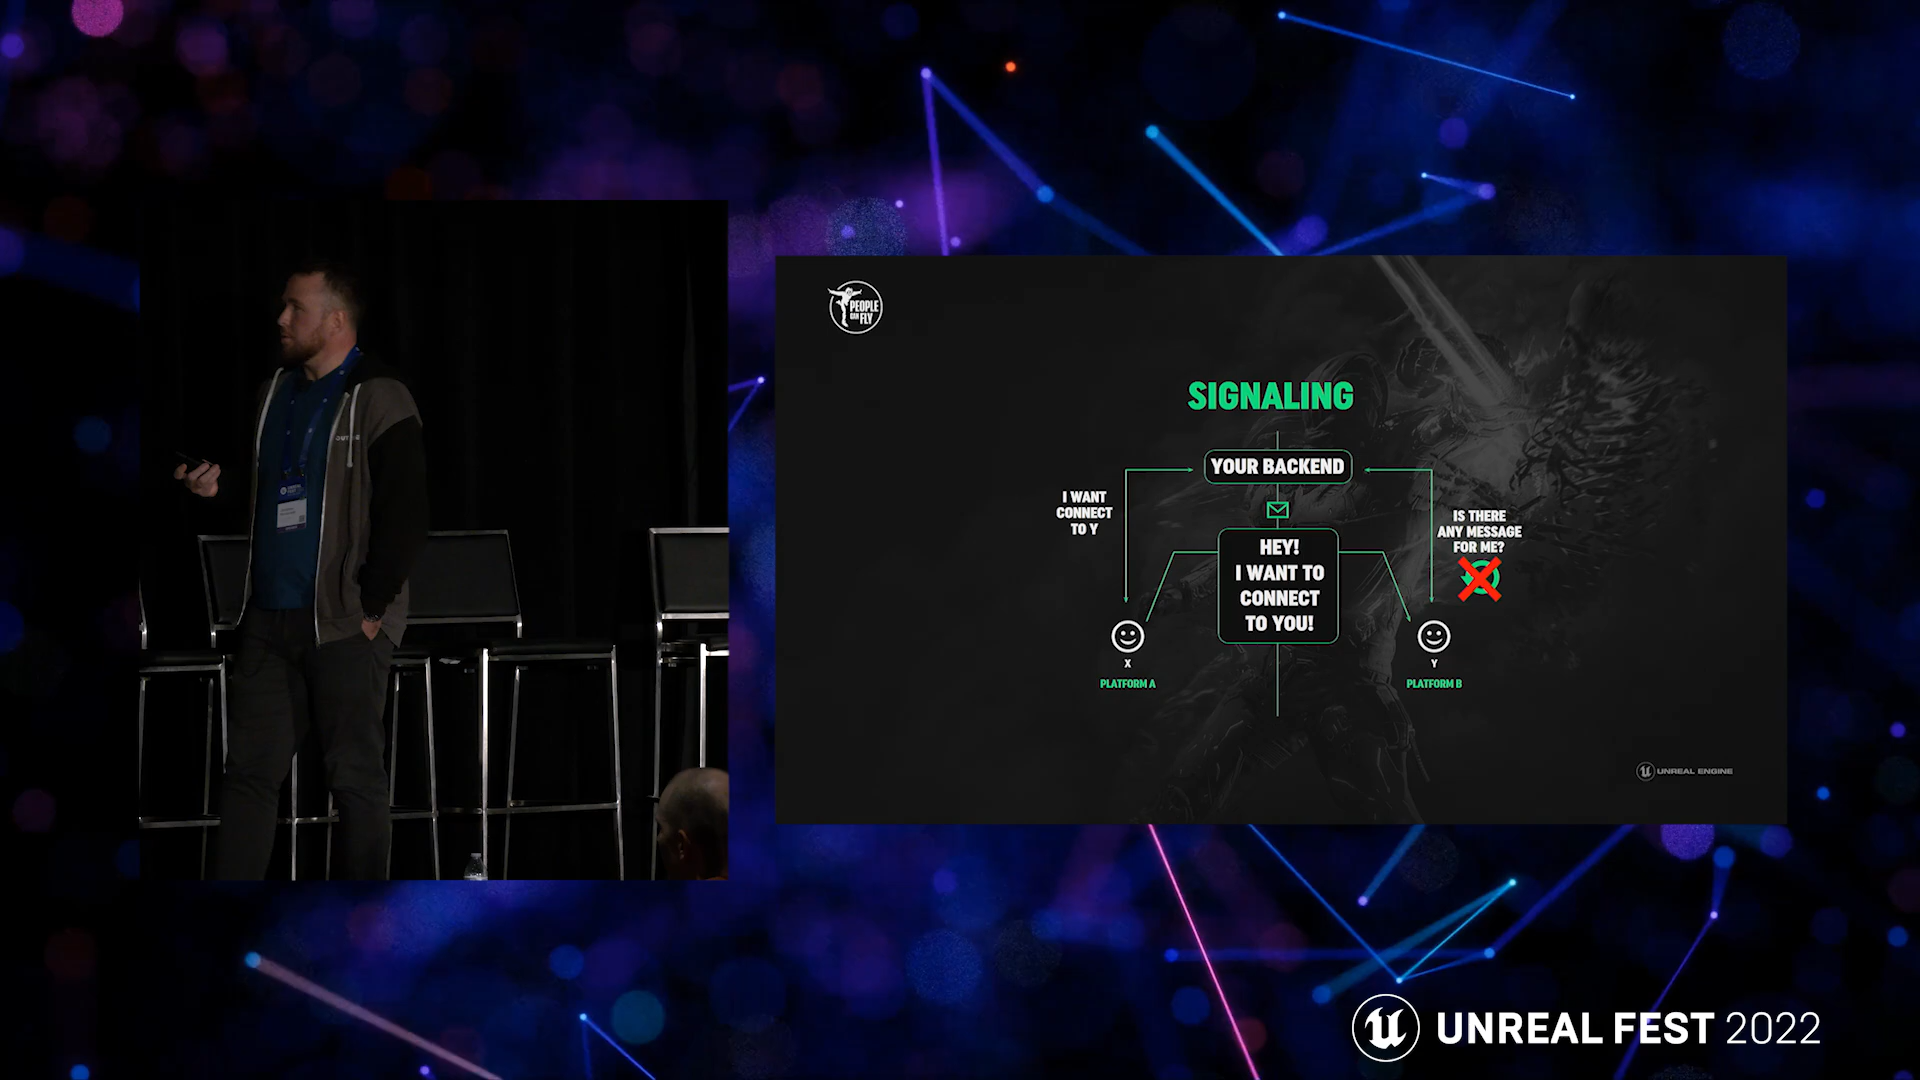 PEOPLE
CAN
FLY
SIGNALING
YOUR BACKEND
I WANT
CONNECT
TO Y
HEY!
I WANT TO
CONNECT
TO YOU!
IS THERE
ANY MESSAGE
FOR ME?
X
PLATFORM A
Y
PLATFORM B
UNREAL ENGINE
UNREAL FEST 2022